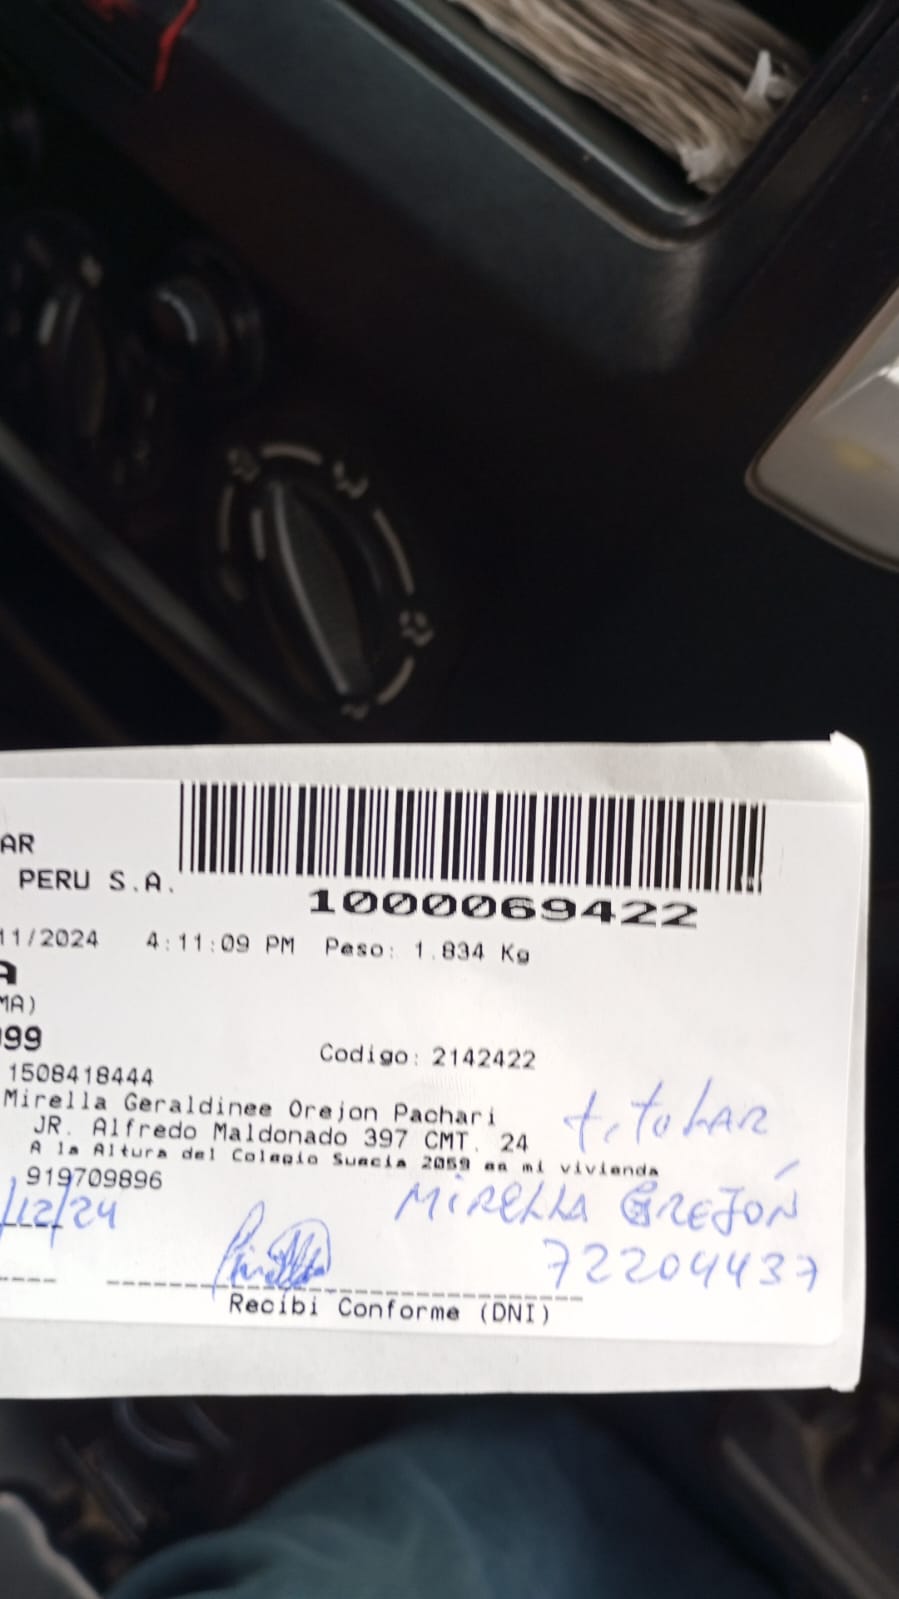 AR
PERU S.A.
1000069422
11/2024 4:11:09 PM Peso: 1.834 Kg
A
MA)
099
Codigo: 2142422
1508418444
Mirella Geraldinee Orejon Pachari
JR. Alfredo Maldonado 397 CMT. 24
titular
A la Altura del Colegio Suecia 2059 en mi vivienda
919709896
/12/24
MIRELLA OREJÓN
72204437
Recibi Conforme (DNI)